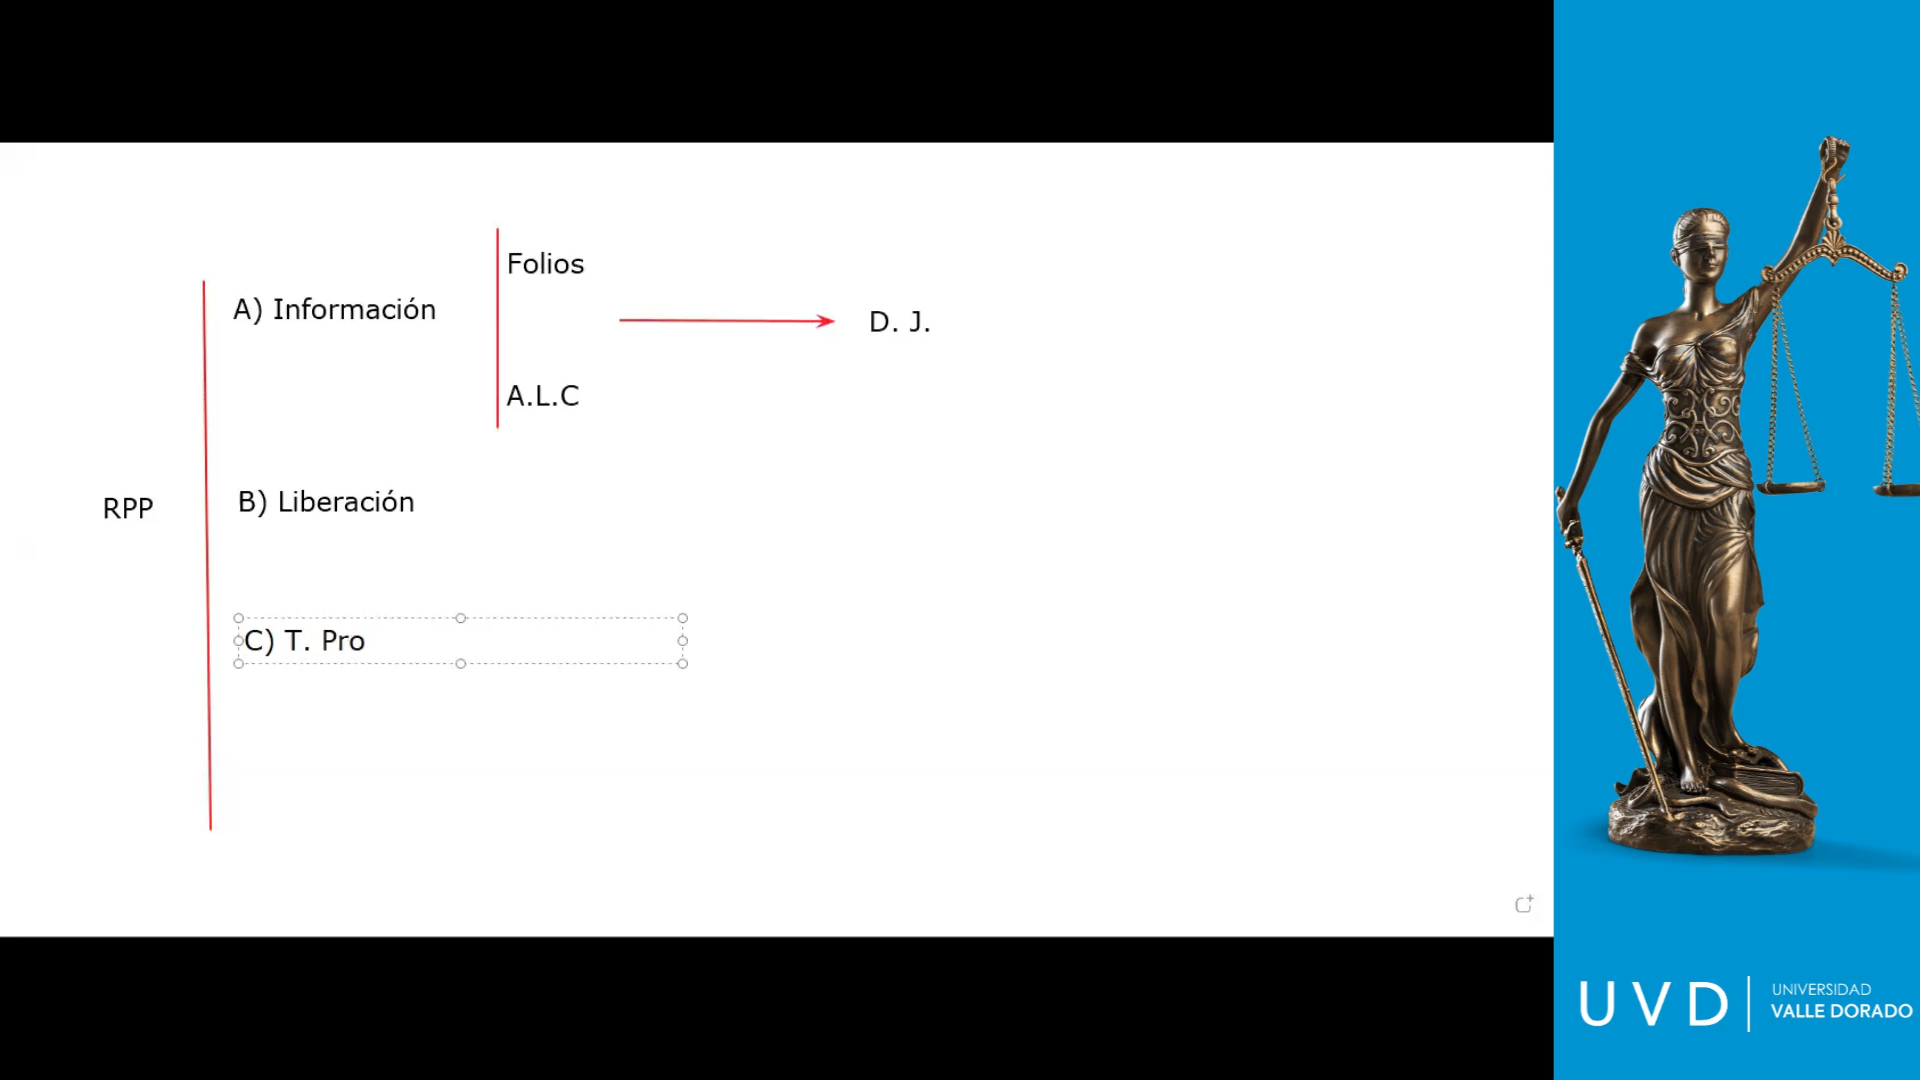 RPP
A) Información
Folios
A.L.C
D. J.
B) Liberación
C) T. Pro
UVD
UNIVERSIDAD
VALLE DORADO